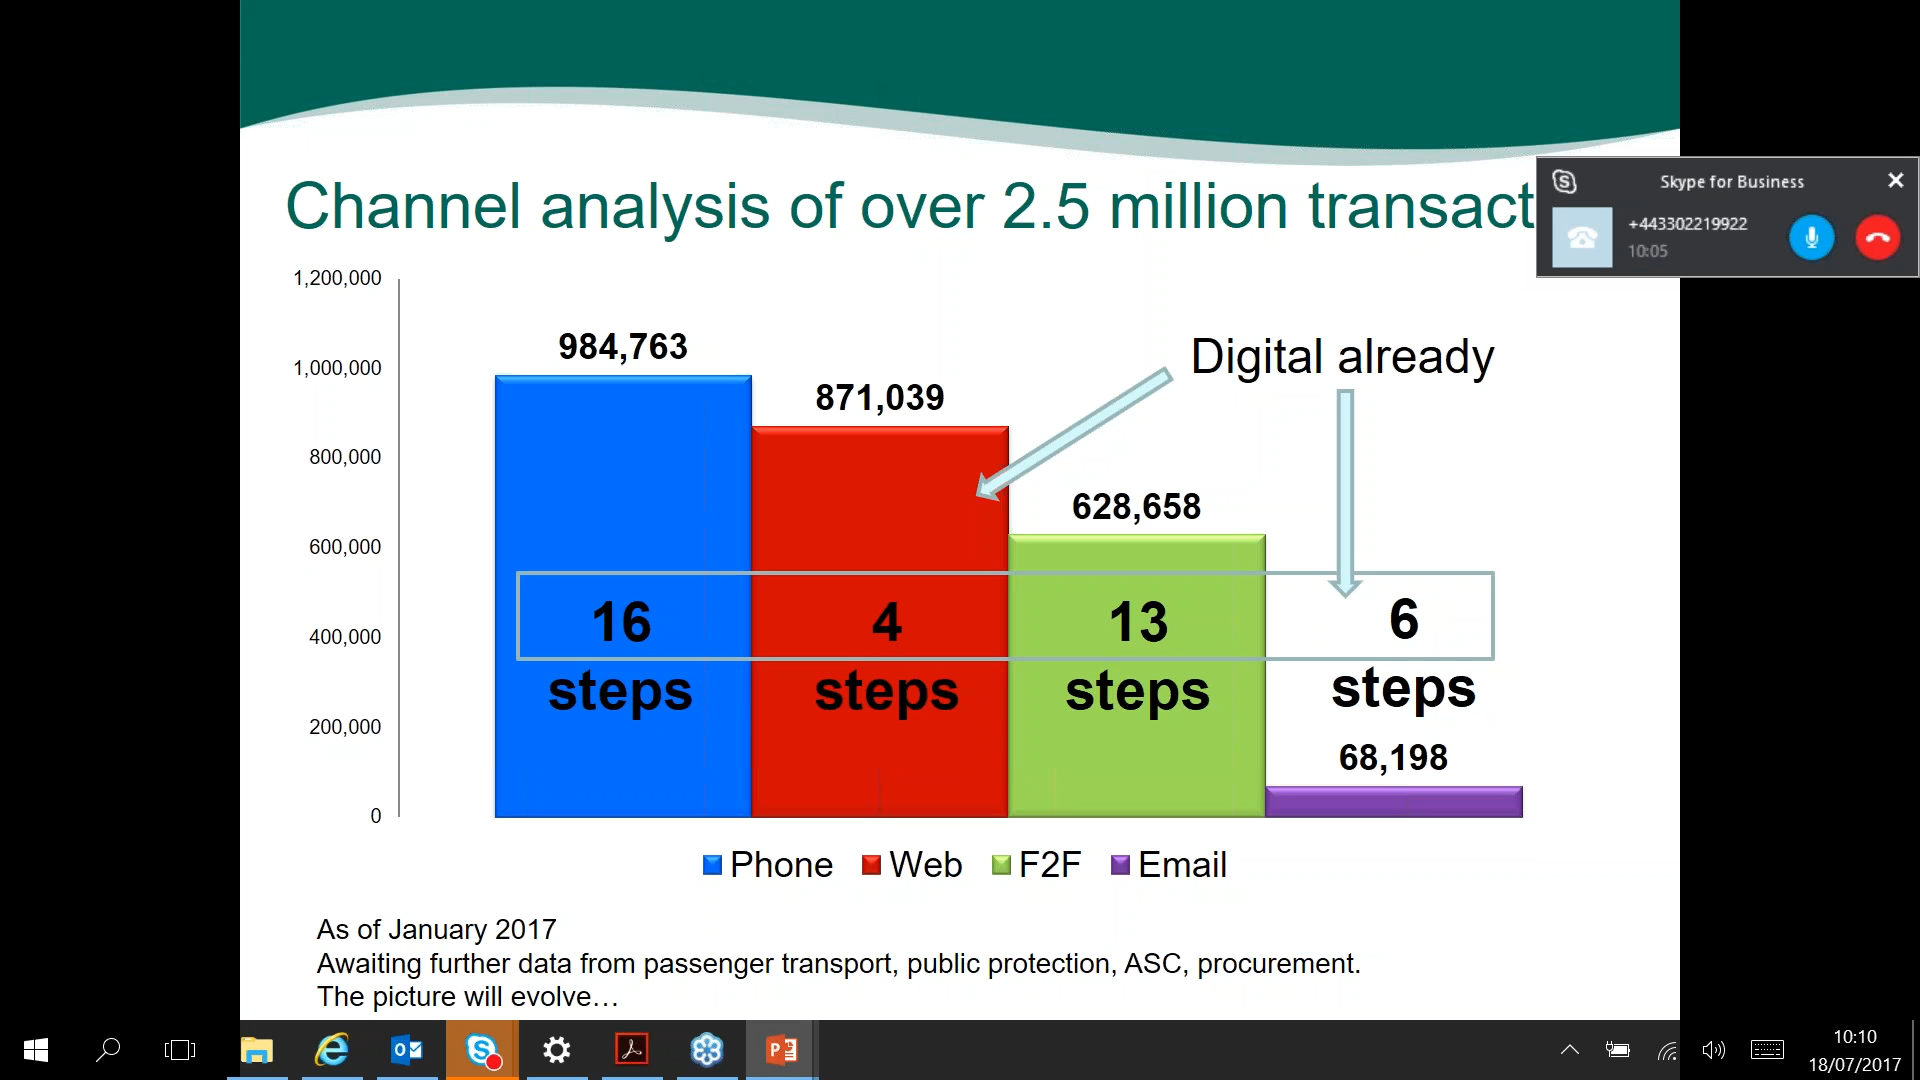 Channel analysis of over 2.5 million transact
Skype for Business
+443302219922
10:05
1,200,000
1,000,000
800,000
600,000
400,000
200,000
0
984,763
871,039
628,658
68,198
Digital already
16 steps
4 steps
13 steps
6 steps
Phone Web F2F Email
As of January 2017
Awaiting further data from passenger transport, public protection, ASC, procurement.
The picture will evolve…
10:10
18/07/2017